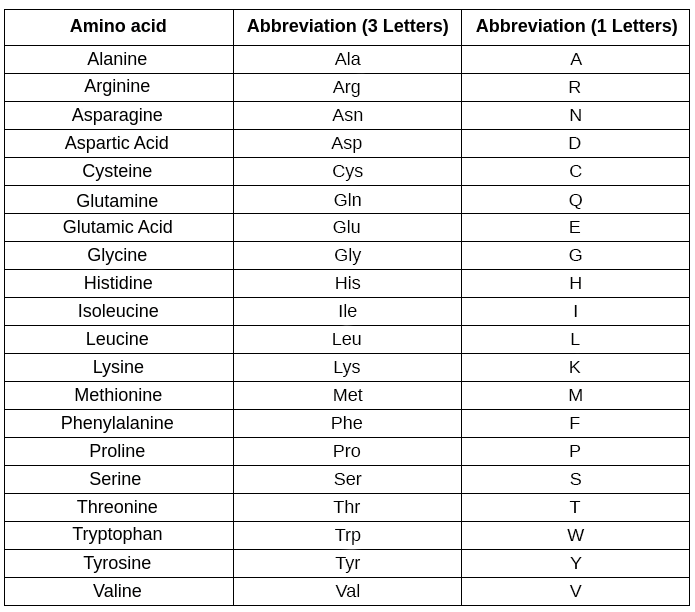 Amino acid Abbreviation (3 Letters) Abbreviation (1 Letters)
Alanine Ala A
Arginine Arg R
Asparagine Asn N
Aspartic Acid Asp D
Cysteine Cys C
Glutamine Gln Q
Glutamic Acid Glu E
Glycine Gly G
Histidine His H
Isoleucine Ile I
Leucine Leu L
Lysine Lys K
Methionine Met M
Phenylalanine Phe F
Proline Pro P
Serine Ser S
Threonine Thr T
Tryptophan Trp W
Tyrosine Tyr Y
Valine Val V